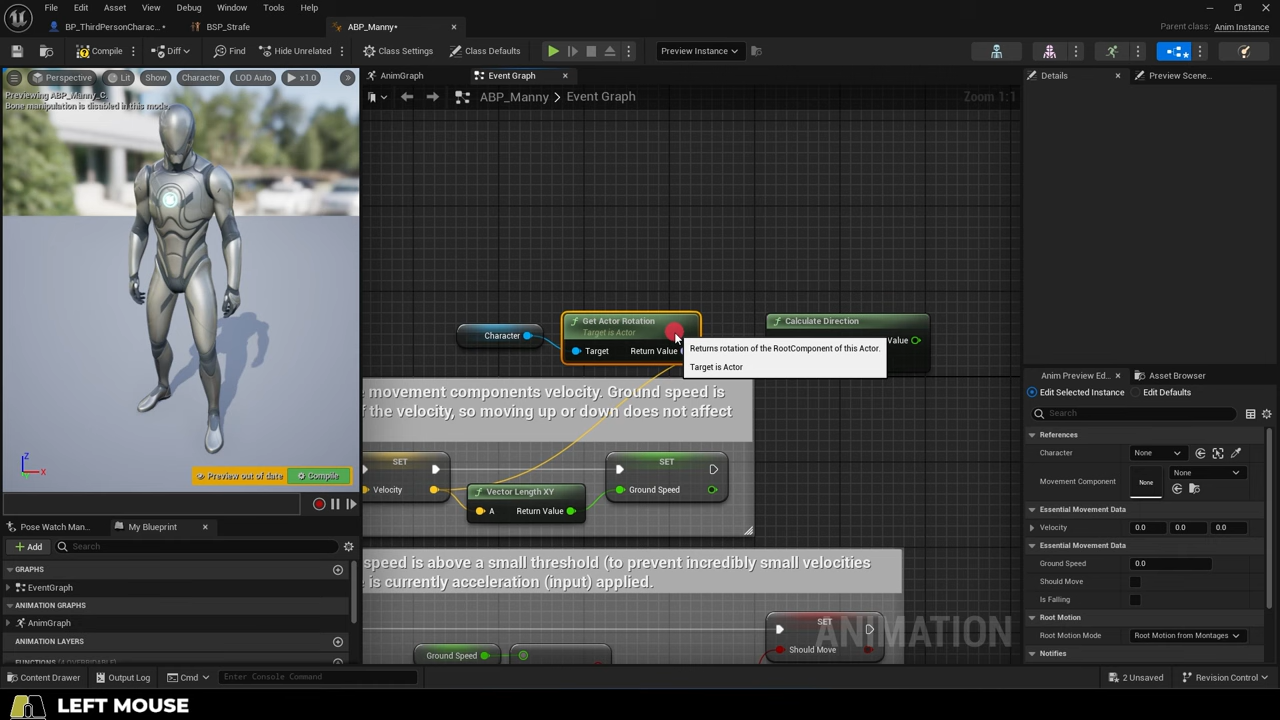 File Edit Asset View Debug Window Tools Help
BP_ThirdPersonCharac...•
BSP_Strafe
ABP_Manny•
Parent class: Anim Instance
Compile
Diff
Find
Hide Unrelated
Class Settings
Class Defaults
Preview Instance
Perspective
Lit
Show
Character
LOD Auto
x1.0
Previewing ABP_Manny_C.
Bone manipulation is disabled in this mode.
Z
X
Preview out of date
Compile
AnimGraph
Event Graph
ABP_Manny > Event Graph
Zoom 1:1
Character
Get Actor Rotation
Target is Actor
Target
Return Value
Returns rotation of the RootComponent of this Actor.
Target is Actor
Calculate Direction
Value
movement components velocity. Ground speed is
f the velocity, so moving up or down does not affect
SET
Velocity
Vector Length XY
A
Return Value
SET
Ground Speed
speed is above a small threshold (to prevent incredibly small velocities
is currently acceleration (input) applied.
Ground Speed
SET
Should Move
ANIMATION
Pose Watch Man...
My Blueprint
Add
Search
GRAPHS
EventGraph
ANIMATION GRAPHS
AnimGraph
ANIMATION LAYERS
Details
Preview Scene...
Anim Preview Ed...
Asset Browser
Edit Selected Instance
Edit Defaults
Search
References
Character
None
Movement Component
None
None
Essential Movement Data
Velocity
0.0
0.0
0.0
Essential Movement Data
Ground Speed
0.0
Should Move
Is Falling
Root Motion
Root Motion Mode
Root Motion from Montages
Notifies
Content Drawer
Output Log
Cmd
Enter Console Command
2 Unsaved
Revision Control
LEFT MOUSE